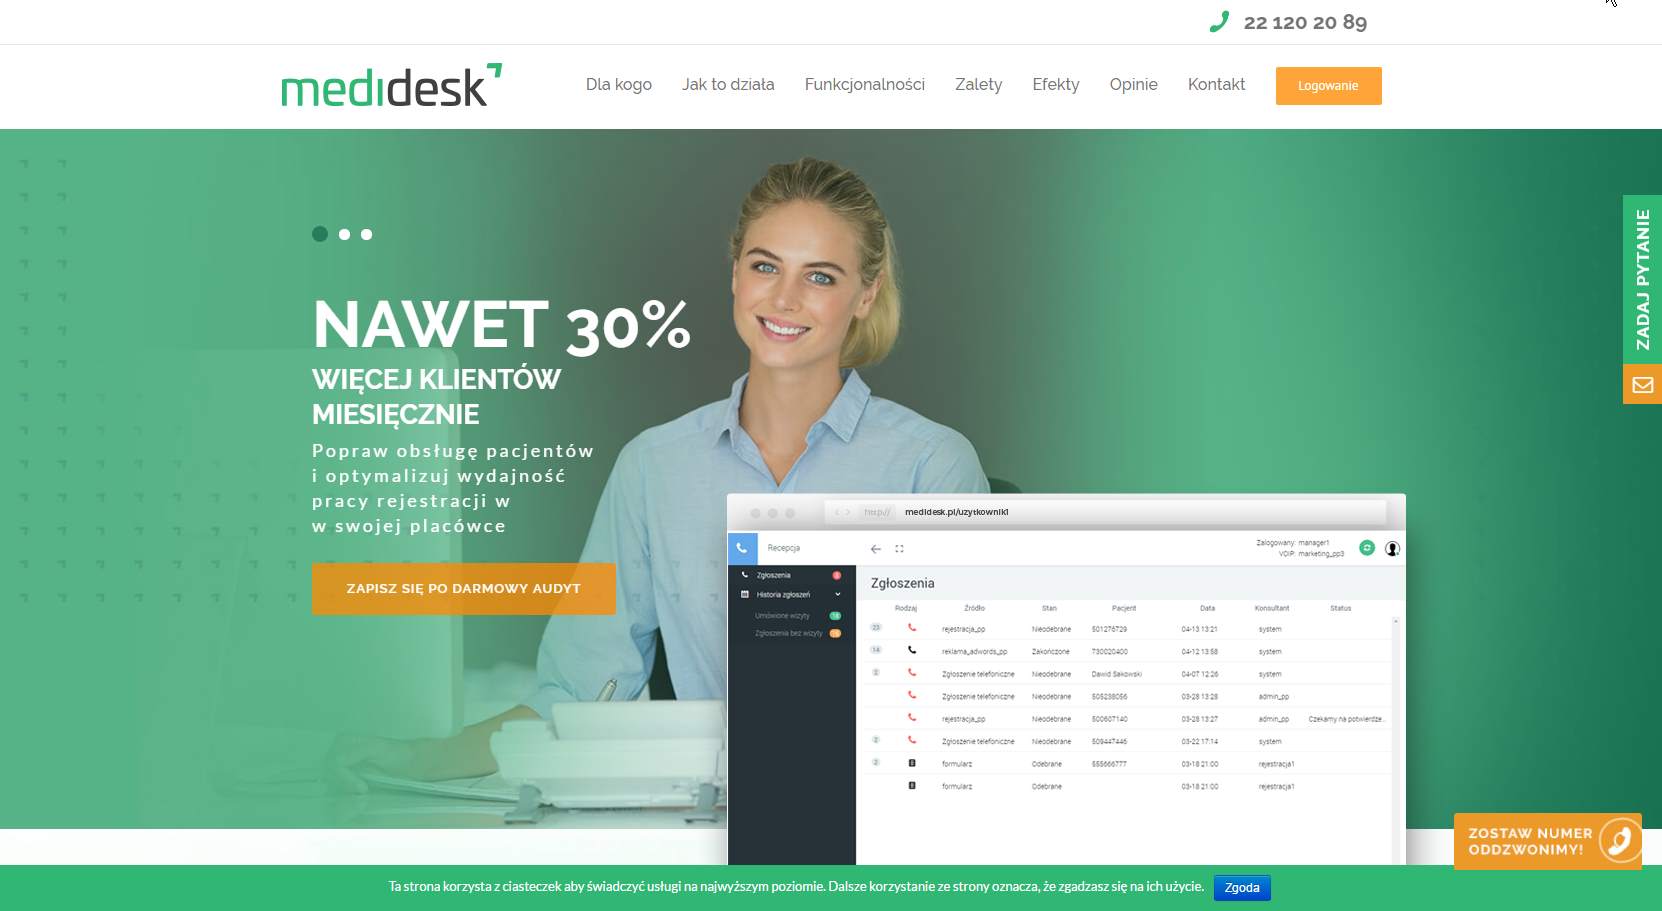 22 120 20 89
medidesk
Dla kogo Jak to działa Funkcjonalności Zalety Efekty Opinie Kontakt Logowanie
ZADAJ PYTANIE
NAWET 30%
WIĘCEJ KLIENTÓW
MIESIĘCZNIE
Popraw obsługę pacjentów
i optymalizuj wydajność
pracy rejestracji w
w swojej placówce
ZAPISZ SIĘ PO DARMOWY AUDYT
http:// medidesk.pl/uzytkownik1
Recepcja
Zalogowany: manager1
VOIP: marketing_pp3
Zgłoszenia
Historia zgłoszeń
Umówione wizyty
Zgłoszenia bez wizyty
Zgłoszenia
Rodzaj Źródło Stan Pacjent Data Konsultant Status
23 rejestracja_pp Nieodebrane 501276729 04-13 13:21 system
14 reklama_adwords_pp Zakończone 730020400 04-12 13:58 system
2 Zgłoszenie telefoniczne Nieodebrane Dawid Sakowski 04-07 12:26 system
Zgłoszenie telefoniczne Nieodebrane 505238056 03-28 13:28 admin_pp
rejestracja_pp Nieodebrane 500607140 03-28 13:27 admin_pp Czekamy na potwierdze...
2 Zgłoszenie telefoniczne Nieodebrane 509447446 03-22 17:14 system
2 formularz Odebrane 555666777 03-18 21:00 rejestracja1
formularz Odebrane 03-18 21:00 rejestracja1
ZOSTAW NUMER
ODDZWONIMY!
Ta strona korzysta z ciasteczek aby świadczyć usługi na najwyższym poziomie. Dalsze korzystanie ze strony oznacza, że zgadzasz się na ich użycie. Zgoda